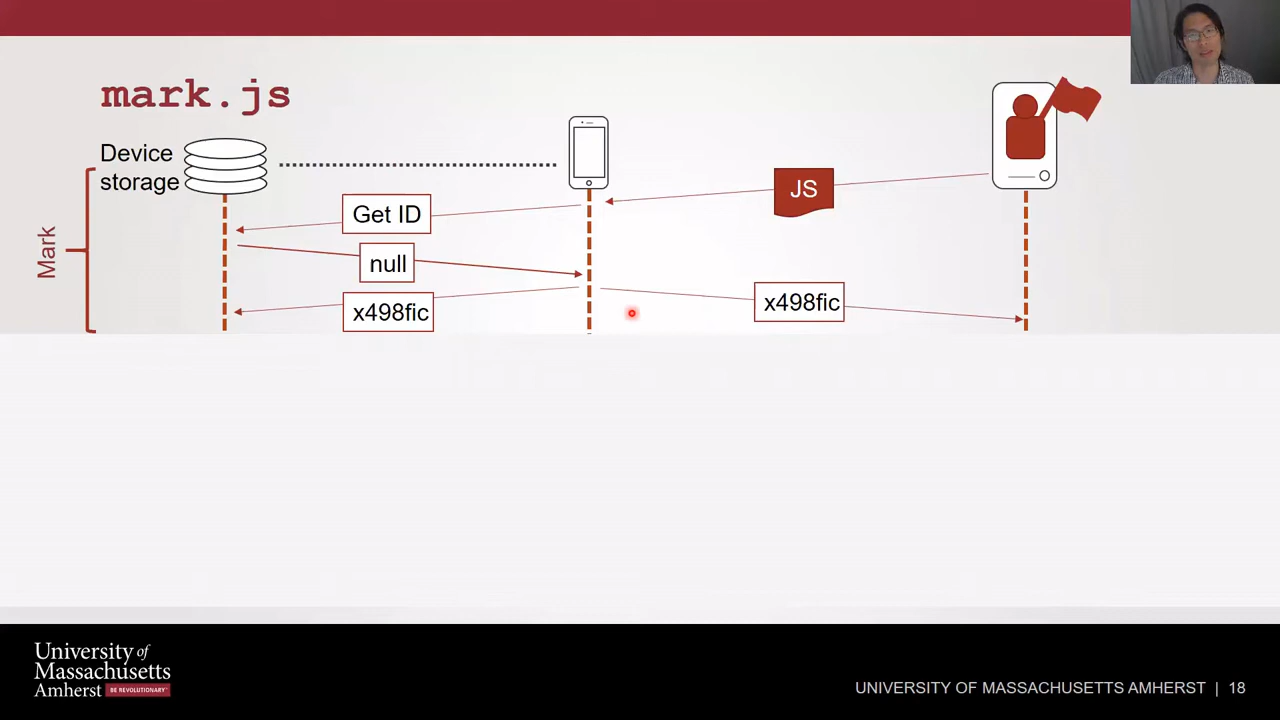 mark.js
Device
storage
JS
Get ID
null
x498fic
x498fic
Mark
University of
Massachusetts
Amherst BE REVOLUTIONARY™
UNIVERSITY OF MASSACHUSETTS AMHERST | 18